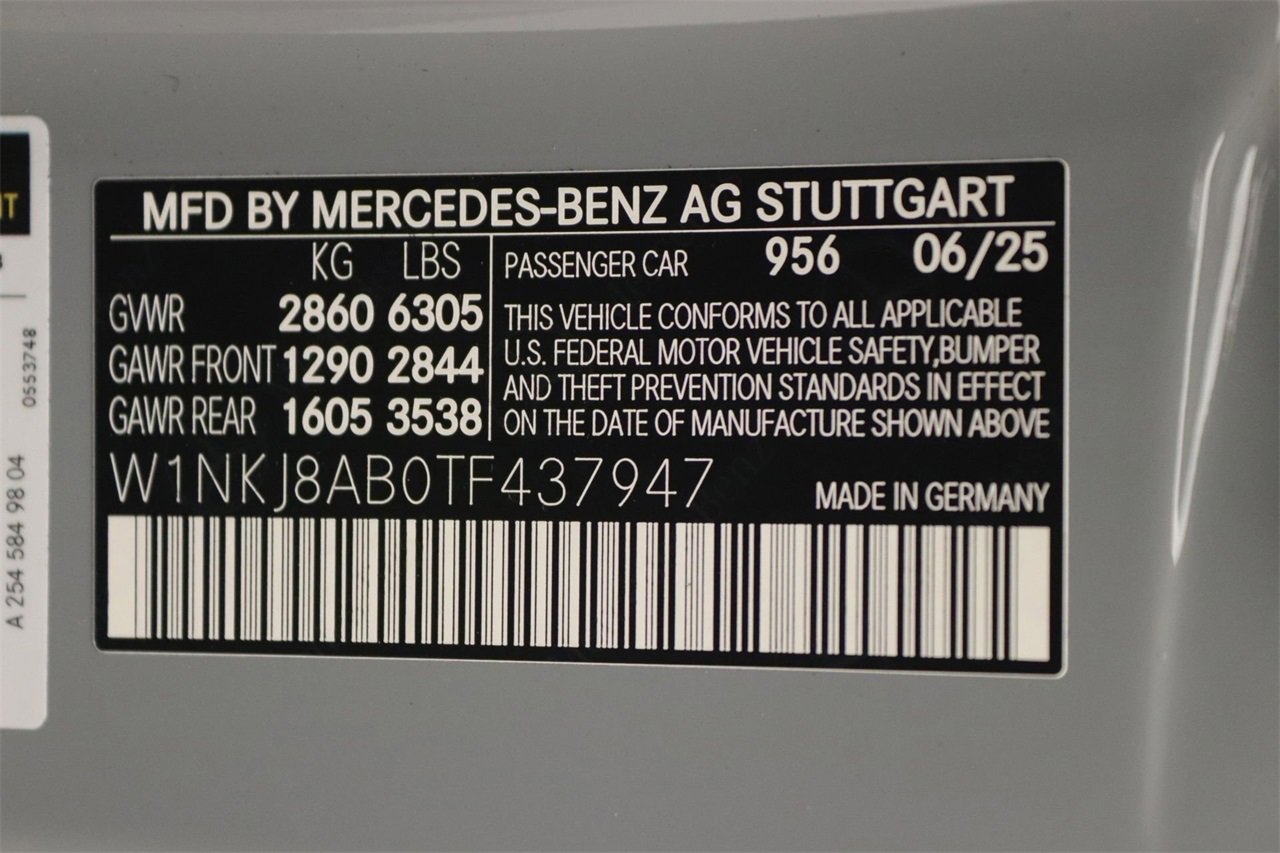 MFD BY MERCEDES-BENZ AG STUTTGART
KG LBS
GVWR 2860 6305
GAWR FRONT 1290 2844
GAWR REAR 1605 3538
PASSENGER CAR 956 06/25
THIS VEHICLE CONFORMS TO ALL APPLICABLE
U.S. FEDERAL MOTOR VEHICLE SAFETY,BUMPER
AND THEFT PREVENTION STANDARDS IN EFFECT
ON THE DATE OF MANUFACTURE SHOWN ABOVE
W1NKJ8AB0TF437947
MADE IN GERMANY
A 254 584 98 04
0553748